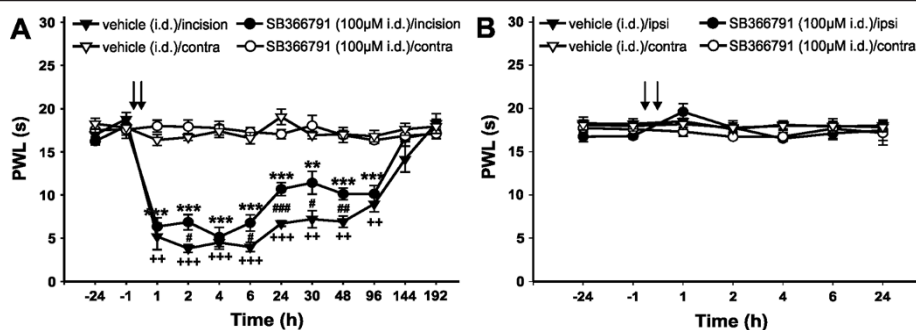 A
vehicle (i.d.)/incision SB366791 (100µM i.d.)/incision
vehicle (i.d.)/contra SB366791 (100µM i.d.)/contra
30
25
20
15
10
5
0
PWL (s)
*** *** *** *** *** ** *** ***
# # ### # ##
++ +++ +++ +++ +++ ++ ++ ++
-24 -1 1 2 4 6 24 30 48 96 144 192
Time (h)
B
vehicle (i.d.)/ipsi SB366791 (100µM i.d.)/ipsi
vehicle (i.d.)/contra SB366791 (100µM i.d.)/contra
30
25
20
15
10
5
0
PWL (s)
-24 -1 1 2 4 6 24
Time (h)